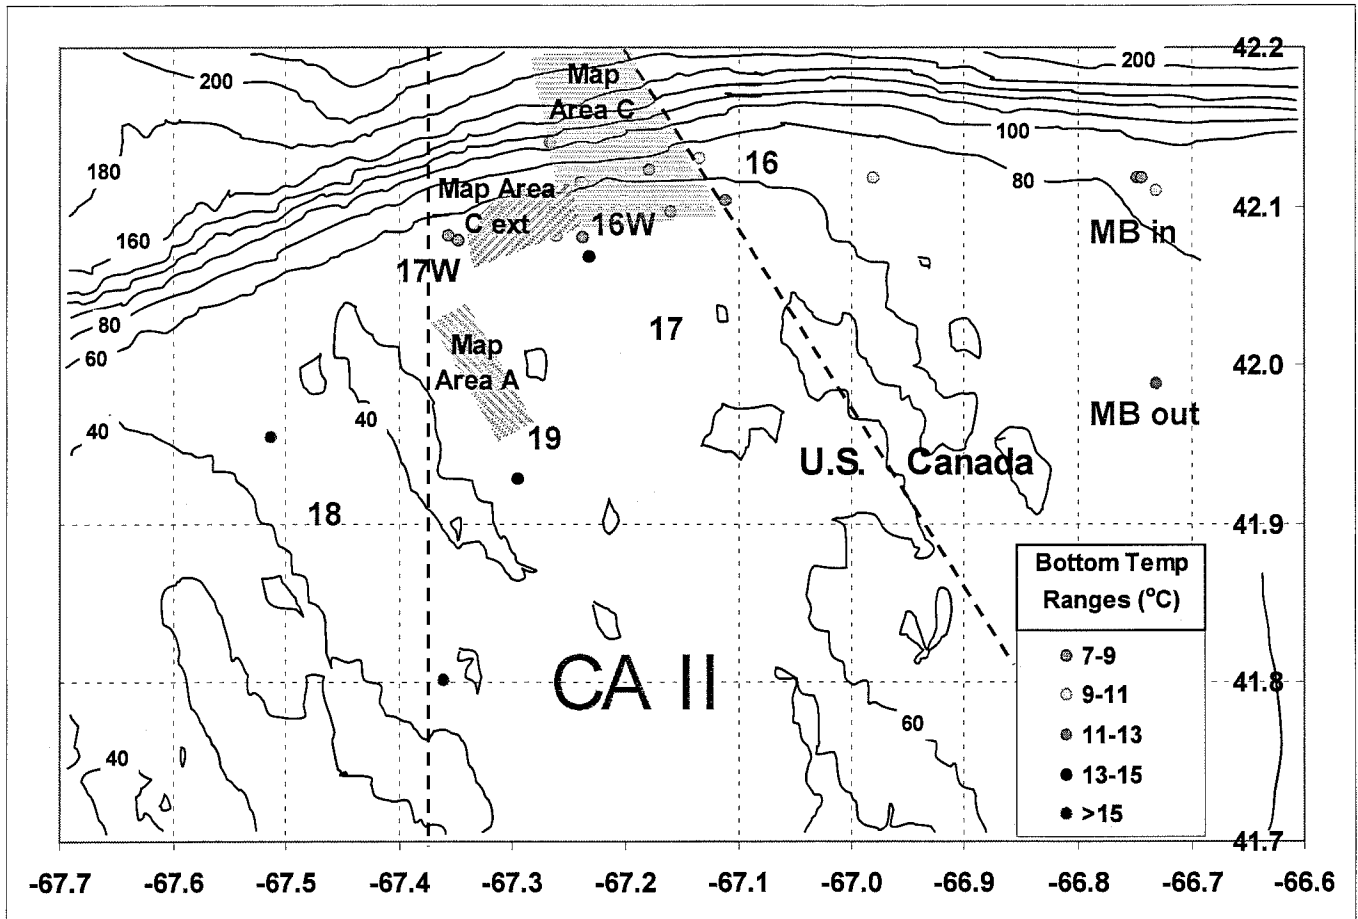 42.2
200
200
Map
Area C
100
16
180
80
Map Area
C ext
42.1
16W
MB in
160
17W
80
17
Map
Area A
42.0
60
MB out
40
40
19
U.S.
Canada
18
41.9
Bottom Temp
Ranges (°C)
7-9
9-11
11-13
13-15
>15
CA II
41.8
60
40
41.7
-67.7
-67.6
-67.5
-67.4
-67.3
-67.2
-67.1
-67.0
-66.9
-66.8
-66.7
-66.6